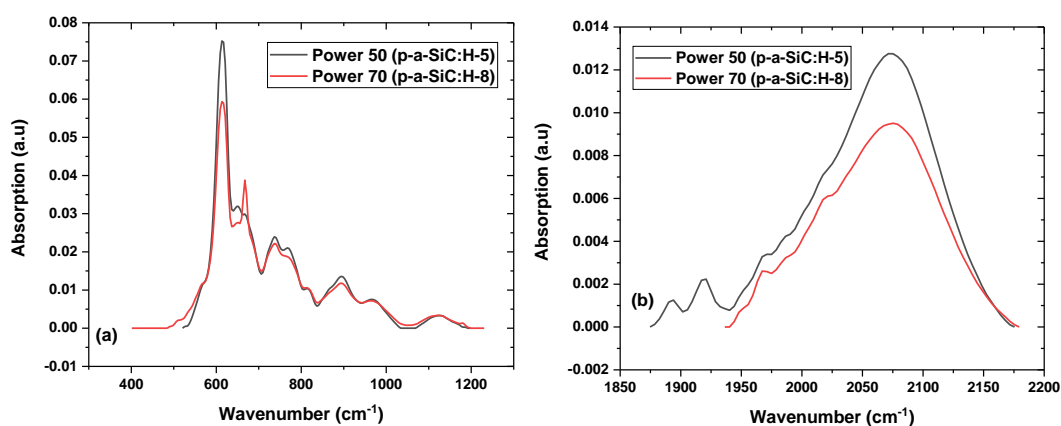 0.08
0.07
0.06
0.05
0.04
0.03
0.02
0.01
0.00
-0.01
Absorption (a.u)
Power 50 (p-a-SiC:H-5)
Power 70 (p-a-SiC:H-8)
(a)
400 600 800 1000 1200
Wavenumber (cm⁻¹)
0.014
0.012
0.010
0.008
0.006
0.004
0.002
0.000
-0.002
Absorption (a.u)
Power 50 (p-a-SiC:H-5)
Power 70 (p-a-SiC:H-8)
(b)
1850 1900 1950 2000 2050 2100 2150 2200
Wavenumber (cm⁻¹)